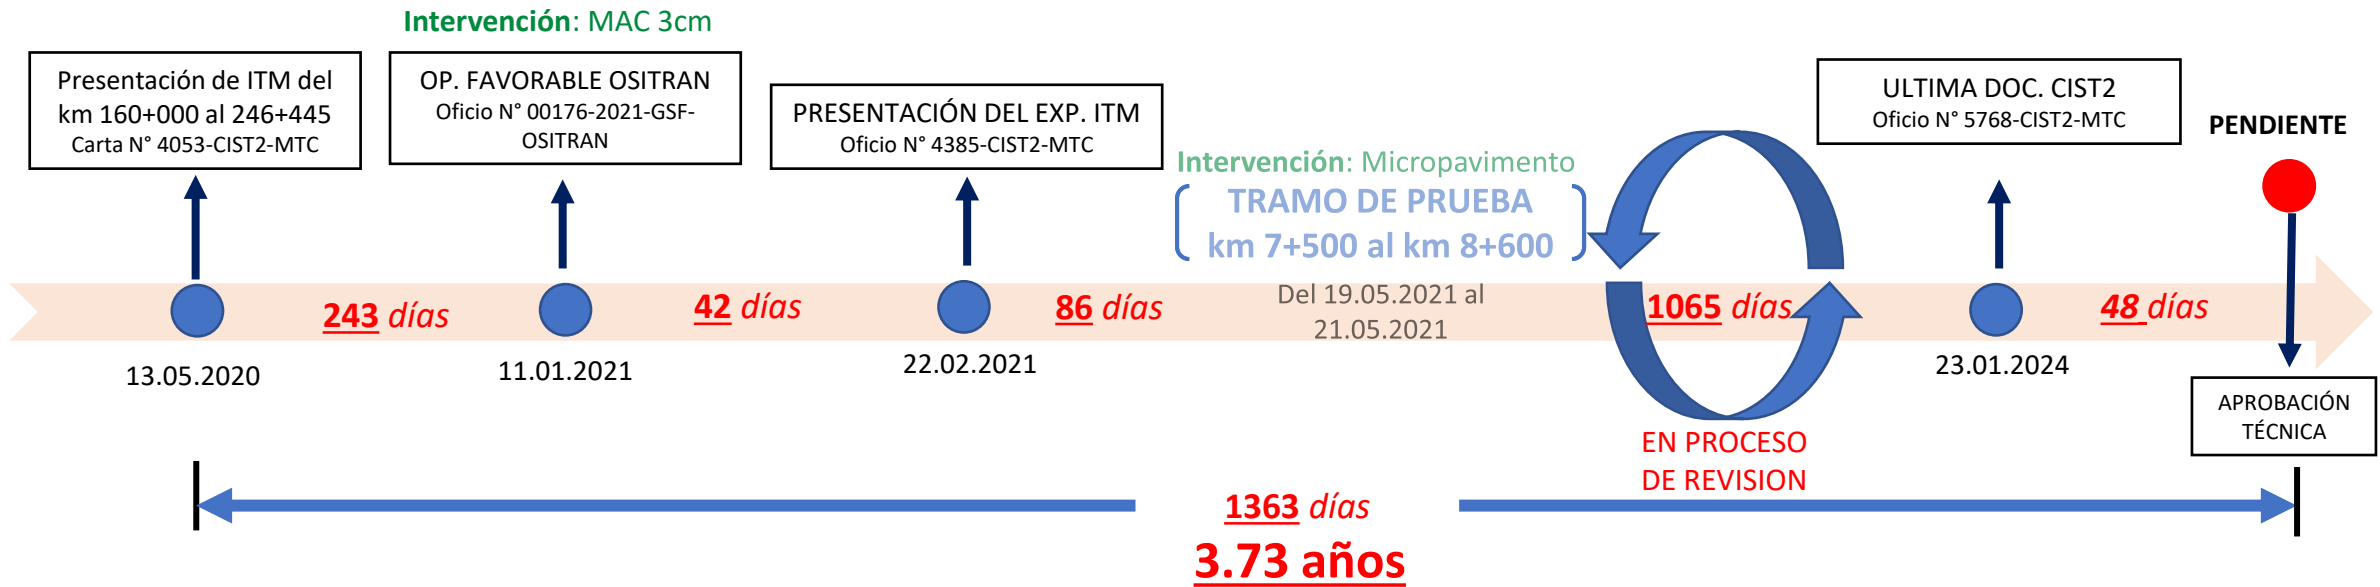 Intervención: MAC 3cm
Presentación de ITM del
km 160+000 al 246+445
Carta N° 4053-CIST2-MTC
OP. FAVORABLE OSITRAN
Oficio N° 00176-2021-GSF-
OSITRAN
PRESENTACIÓN DEL EXP. ITM
Oficio N° 4385-CIST2-MTC
Intervención: Micropavimento
TRAMO DE PRUEBA
km 7+500 al km 8+600
ULTIMA DOC. CIST2
Oficio N° 5768-CIST2-MTC
PENDIENTE
243 días
42 días
86 días
Del 19.05.2021 al
21.05.2021
1065 días
48 días
13.05.2020
11.01.2021
22.02.2021
23.01.2024
APROBACIÓN
TÉCNICA
EN PROCESO
DE REVISION
1363 días
3.73 años